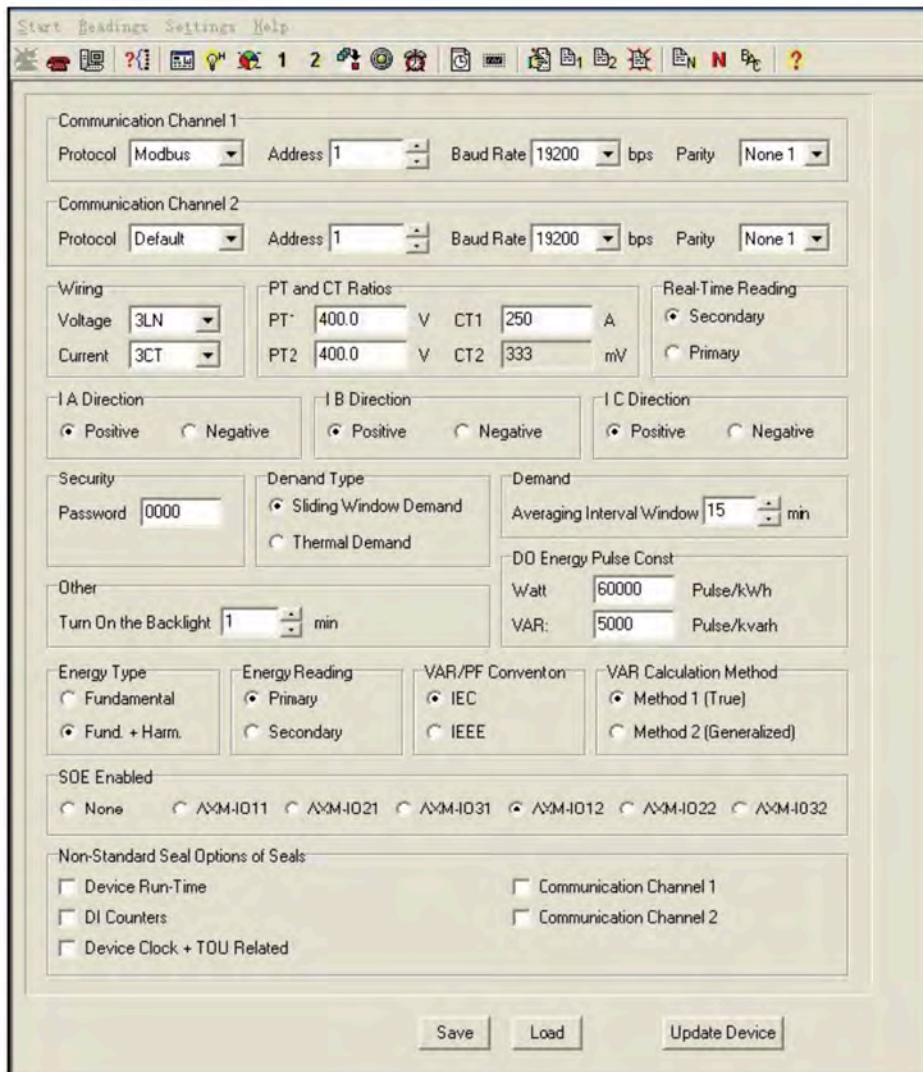 Start Readings Settings Help
?{} H 1 2 1 2 N N BAC ?
Communication Channel 1
Protocol Modbus Address 1 Baud Rate 19200 bps Parity None 1
Communication Channel 2
Protocol Default Address 1 Baud Rate 19200 bps Parity None 1
Wiring PT and CT Ratios Real-Time Reading
Voltage 3LN PT1 400.0 V CT1 250 A Secondary
Current 3CT PT2 400.0 V CT2 333 mV Primary
I A Direction I B Direction I C Direction
Positive Negative Positive Negative Positive Negative
Security Demand Type Demand
Password 0000 Sliding Window Demand Averaging Interval Window 15 min
Thermal Demand
DO Energy Pulse Const
Other Watt 60000 Pulse/kWh
Turn On the Backlight 1 min VAR: 5000 Pulse/kvarh
Energy Type Energy Reading VAR/PF Conventon VAR Calculation Method
Fundamental Primary IEC Method 1 (True)
Fund. + Harm. Secondary IEEE Method 2 (Generalized)
SOE Enabled
None AXM-IO11 AXM-IO21 AXM-IO31 AXM-IO12 AXM-IO22 AXM-IO32
Non-Standard Seal Options of Seals
Device Run-Time Communication Channel 1
DI Counters Communication Channel 2
Device Clock + TOU Related
Save Load Update Device